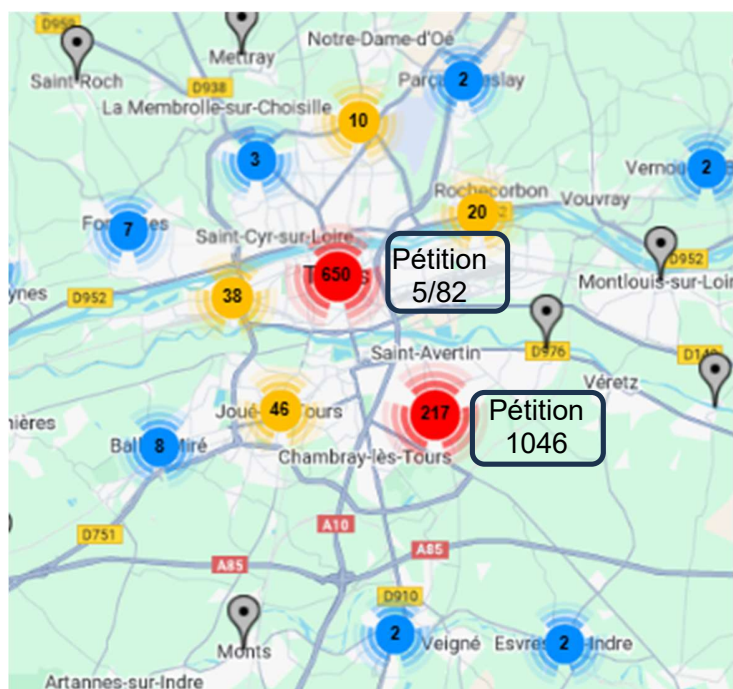 D959
Saint Roch
Mettray
Notre-Dame-d'Oé
D938
2
La Membrolle-sur-Choisille
10
3
Vernou
2
Rochecorbon
20
Vouvray
7
Saint-Cyr-sur-Loire
650
Pétition
5/82
D952
Montlouis-sur-Loir
ynes
D952
38
Saint-Avertin
D976
Véretz
46
217
Pétition
1046
nières
8
Chambray-lès-Tours
D751
A10
A85
A85
D910
Monts
2
Veigné
2
Artannes-sur-Indre